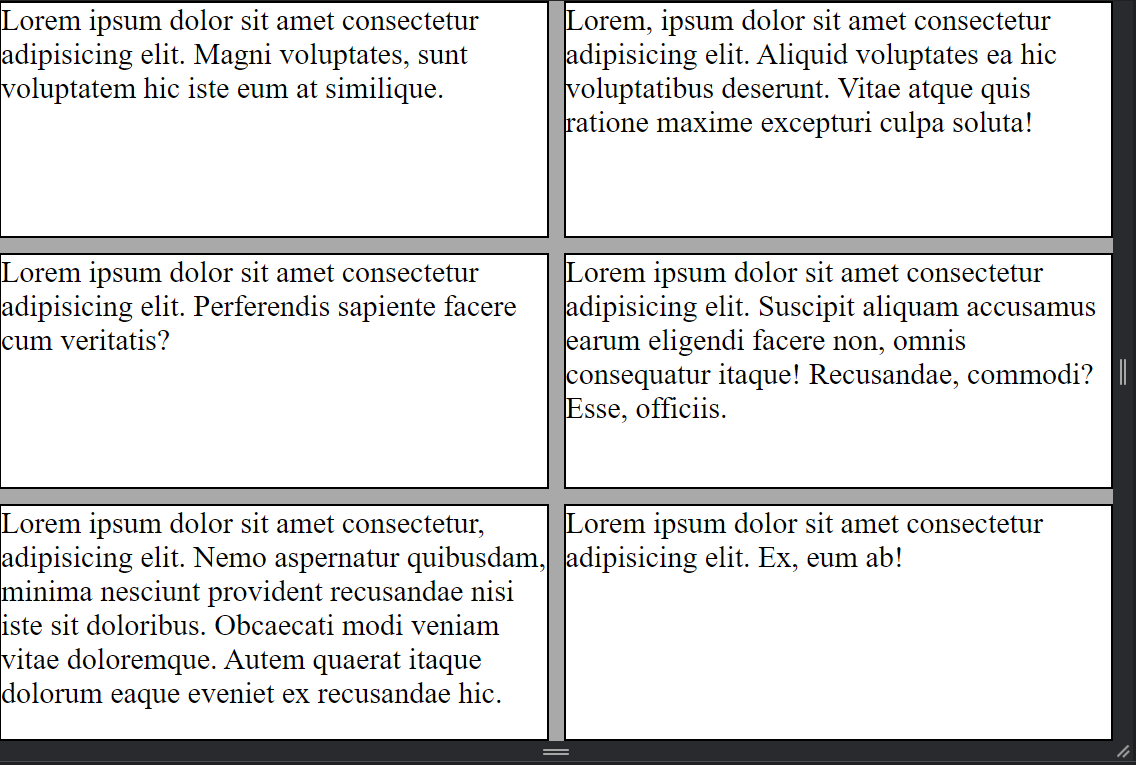 Lorem ipsum dolor sit amet consectetur
adipisicing elit. Magni voluptates, sunt
voluptatem hic iste eum at similique.
Lorem, ipsum dolor sit amet consectetur
adipisicing elit. Aliquid voluptates ea hic
voluptatibus deserunt. Vitae atque quis
ratione maxime excepturi culpa soluta!
Lorem ipsum dolor sit amet consectetur
adipisicing elit. Perferendis sapiente facere
cum veritatis?
Lorem ipsum dolor sit amet consectetur
adipisicing elit. Suscipit aliquam accusamus
earum eligendi facere non, omnis
consequatur itaque! Recusandae, commodi?
Esse, officiis.
Lorem ipsum dolor sit amet consectetur,
adipisicing elit. Nemo aspernatur quibusdam,
minima nesciunt provident recusandae nisi
iste sit doloribus. Obcaecati modi veniam
vitae doloremque. Autem quaerat itaque
dolorum eaque eveniet ex recusandae hic.
Lorem ipsum dolor sit amet consectetur
adipisicing elit. Ex, eum ab!